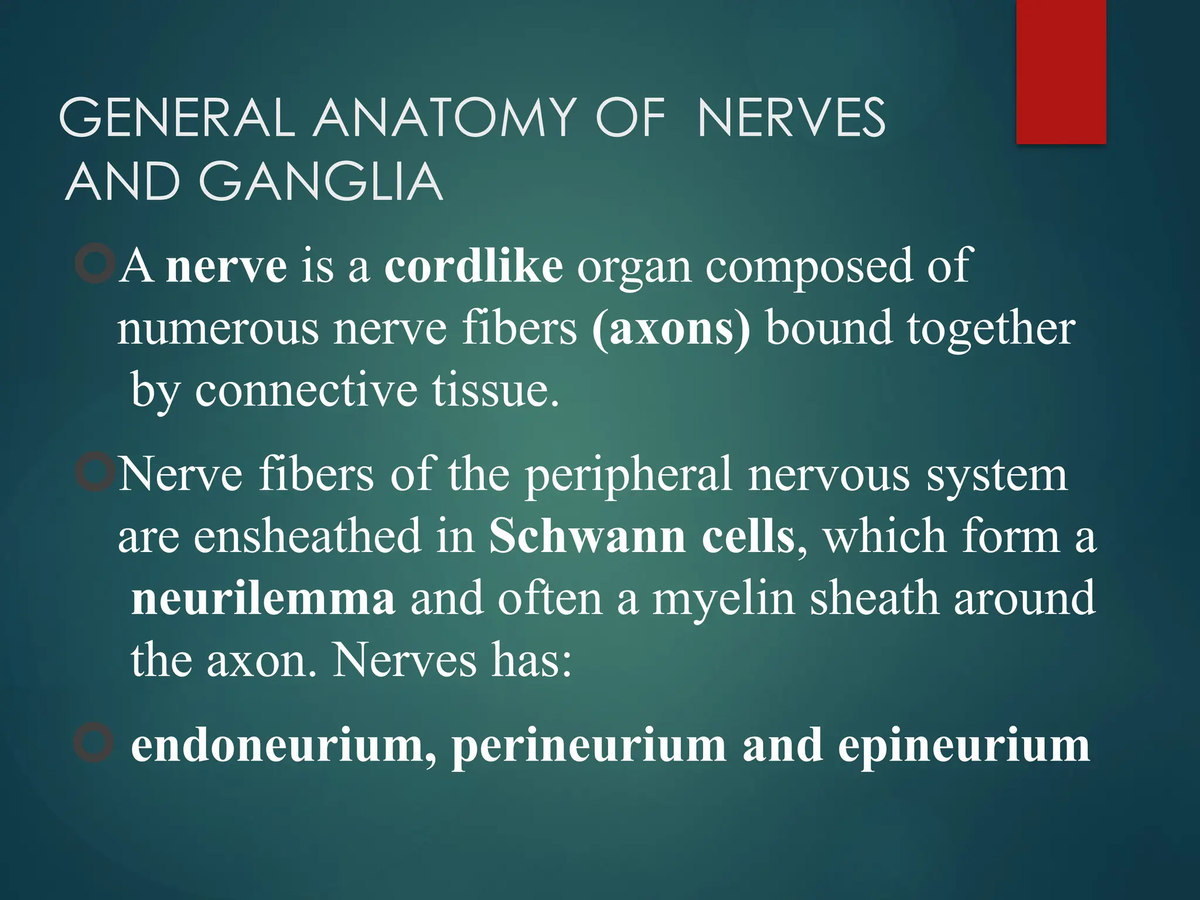 GENERAL ANATOMY OF NERVES
AND GANGLIA
A nerve is a cordlike organ composed of
numerous nerve fibers (axons) bound together
by connective tissue.
Nerve fibers of the peripheral nervous system
are ensheathed in Schwann cells, which form a
neurilemma and often a myelin sheath around
the axon. Nerves has:
endoneurium, perineurium and epineurium